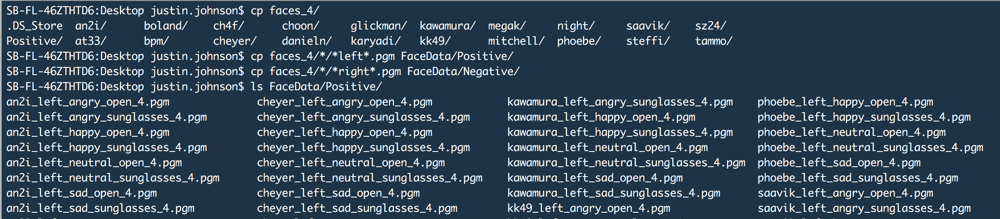 SB-FL-46ZTHTD6:Desktop justin.johnson$ cp faces_4/
.DS_Store  an2i/      boland/    ch4f/      choon/     glickman/  kawamura/  megak/     night/     saavik/    sz24/
Positive/  at33/      bpm/       cheyer/    danieln/   karyadi/   kk49/      mitchell/  phoebe/    steffi/    tammo/
SB-FL-46ZTHTD6:Desktop justin.johnson$ cp faces_4/*/*left*.pgm FaceData/Positive/
SB-FL-46ZTHTD6:Desktop justin.johnson$ cp faces_4/*/*right*.pgm FaceData/Negative/
SB-FL-46ZTHTD6:Desktop justin.johnson$ ls FaceData/Positive/
an2i_left_angry_open_4.pgm              cheyer_left_angry_open_4.pgm            kawamura_left_angry_sunglasses_4.pgm    phoebe_left_happy_open_4.pgm
an2i_left_angry_sunglasses_4.pgm        cheyer_left_angry_sunglasses_4.pgm      kawamura_left_happy_open_4.pgm          phoebe_left_happy_sunglasses_4.pgm
an2i_left_happy_open_4.pgm              cheyer_left_happy_open_4.pgm            kawamura_left_happy_sunglasses_4.pgm    phoebe_left_neutral_open_4.pgm
an2i_left_happy_sunglasses_4.pgm        cheyer_left_happy_sunglasses_4.pgm      kawamura_left_neutral_open_4.pgm        phoebe_left_neutral_sunglasses_4.pgm
an2i_left_neutral_open_4.pgm            cheyer_left_neutral_open_4.pgm          kawamura_left_neutral_sunglasses_4.pgm  phoebe_left_sad_open_4.pgm
an2i_left_neutral_sunglasses_4.pgm      cheyer_left_neutral_sunglasses_4.pgm    kawamura_left_sad_open_4.pgm            phoebe_left_sad_sunglasses_4.pgm
an2i_left_sad_open_4.pgm                cheyer_left_sad_open_4.pgm              kawamura_left_sad_sunglasses_4.pgm      saavik_left_angry_open_4.pgm
an2i_left_sad_sunglasses_4.pgm          cheyer_left_sad_sunglasses_4.pgm        kk49_left_angry_open_4.pgm              saavik_left_angry_sunglasses_4.pgm